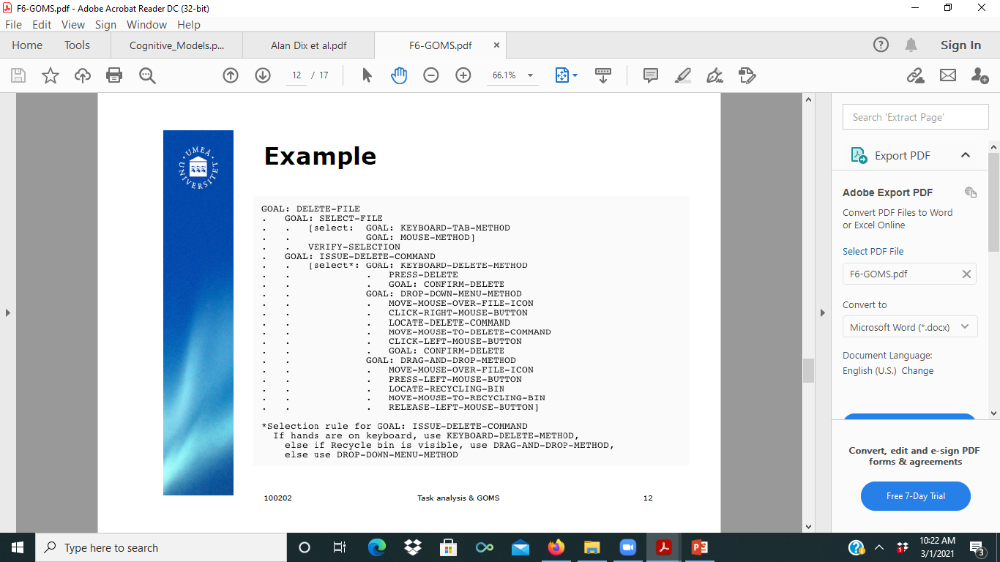 F6-GOMS.pdf - Adobe Acrobat Reader DC (32-bit)
File Edit View Sign Window Help
Home Tools Cognitive_Models.p... Alan Dix et al.pdf F6-GOMS.pdf × Sign In
12 / 17 66.1%
UMEÅ UNIVERSITET
Example
GOAL: DELETE-FILE
. GOAL: SELECT-FILE
. . [select: GOAL: KEYBOARD-TAB-METHOD
. . GOAL: MOUSE-METHOD]
. . VERIFY-SELECTION
. GOAL: ISSUE-DELETE-COMMAND
. . [select*: GOAL: KEYBOARD-DELETE-METHOD
. . . PRESS-DELETE
. . . GOAL: CONFIRM-DELETE
. . GOAL: DROP-DOWN-MENU-METHOD
. . . MOVE-MOUSE-OVER-FILE-ICON
. . . CLICK-RIGHT-MOUSE-BUTTON
. . . LOCATE-DELETE-COMMAND
. . . MOVE-MOUSE-TO-DELETE-COMMAND
. . . CLICK-LEFT-MOUSE-BUTTON
. . . GOAL: CONFIRM-DELETE
. . GOAL: DRAG-AND-DROP-METHOD
. . . MOVE-MOUSE-OVER-FILE-ICON
. . . PRESS-LEFT-MOUSE-BUTTON
. . . LOCATE-RECYCLING-BIN
. . . MOVE-MOUSE-TO-RECYCLING-BIN
. . . RELEASE-LEFT-MOUSE-BUTTON]
*Selection rule for GOAL: ISSUE-DELETE-COMMAND
If hands are on keyboard, use KEYBOARD-DELETE-METHOD,
else if Recycle bin is visible, use DRAG-AND-DROP-METHOD,
else use DROP-DOWN-MENU-METHOD
100202 Task analysis & GOMS 12
Search 'Extract Page'
Export PDF
Adobe Export PDF
Convert PDF Files to Word
or Excel Online
Select PDF File
F6-GOMS.pdf
Convert to
Microsoft Word (*.docx)
Document Language:
English (U.S.) Change
Convert, edit and e-sign PDF
forms & agreements
Free 7-Day Trial
Type here to search
10:22 AM
3/1/2021
3